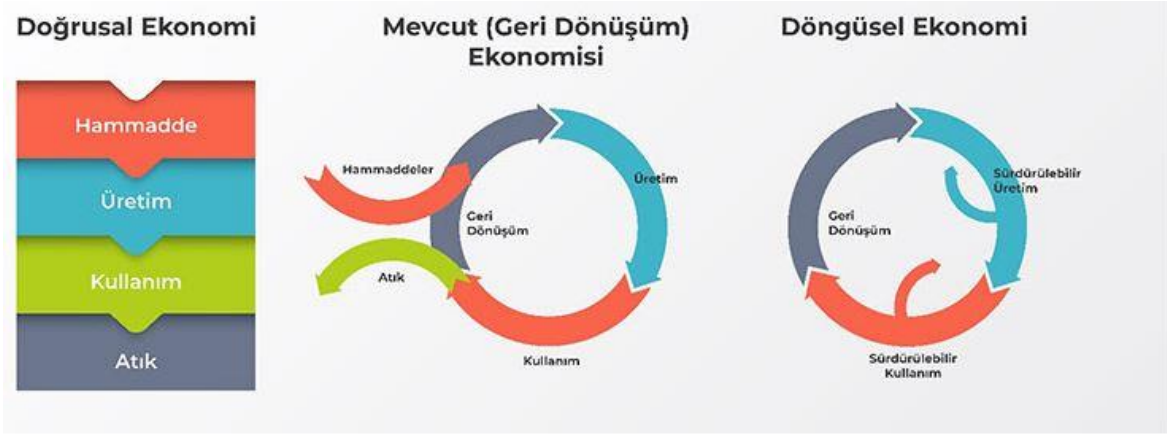 Doğrusal Ekonomi
Hammadde
Üretim
Kullanım
Atık
Mevcut (Geri Dönüşüm)
Ekonomisi
Hammaddeler
Üretim
Geri
Dönüşüm
Atık
Kullanım
Döngüsel Ekonomi
Sürdürülebilir
Üretim
Geri
Dönüşüm
Sürdürülebilir
Kullanım